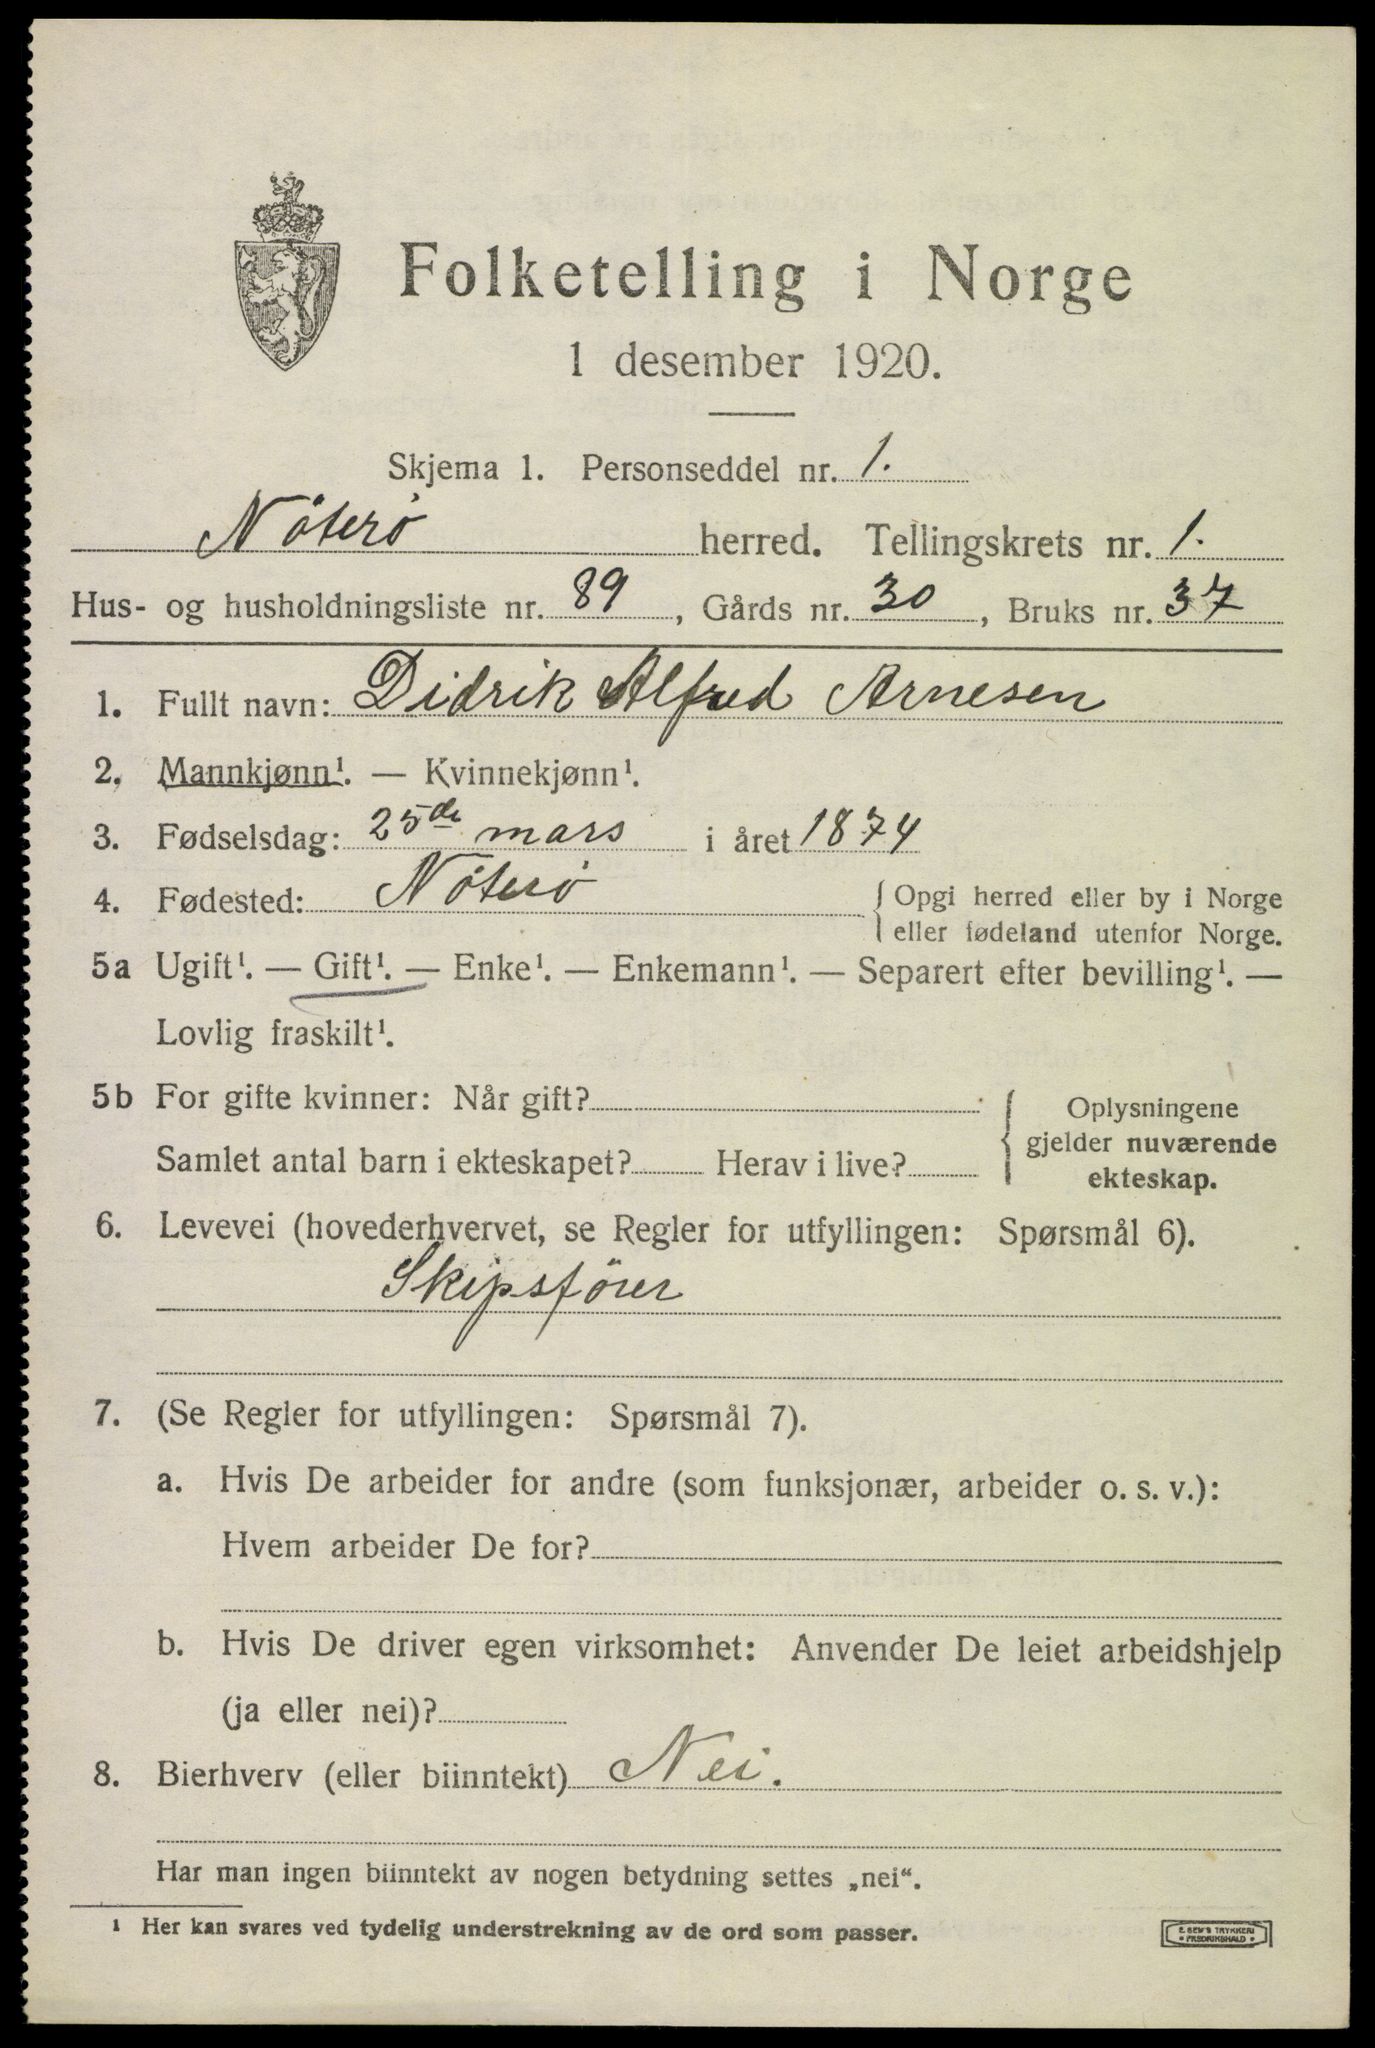 Folketelling i Norge
1 desember 1920.
Skjema 1. Personseddel nr. 1.
Nöterö herred. Tellingskrets nr. 1.
Hus- og husholdningsliste nr. 89, Gårds nr. 30, Bruks nr. 37
1. Fullt navn: Didrik Alfred Arnesen
2. Mannkjønn¹. — Kvinnekjønn¹.
3. Fødselsdag: 25de mars i året 1874
4. Fødested: Nöterö { Opgi herred eller by i Norge
eller fødeland utenfor Norge.
5a Ugift¹. — Gift¹. — Enke¹. — Enkemann¹. — Separert efter bevilling¹. —
Lovlig fraskilt¹.
5b For gifte kvinner: Når gift?
Samlet antal barn i ekteskapet? Herav i live?
{ Oplysningene
gjelder nuværende
ekteskap.
6. Levevei (hovederhvervet, se Regler for utfyllingen: Spørsmål 6).
Skipsförer
7. (Se Regler for utfyllingen: Spørsmål 7).
a. Hvis De arbeider for andre (som funksjonær, arbeider o. s. v.):
Hvem arbeider De for?
b. Hvis De driver egen virksomhet: Anvender De leiet arbeidshjelp
(ja eller nei)?
8. Bierhverv (eller biinntekt) Nei.
Har man ingen biinntekt av nogen betydning settes „nei“.
¹ Her kan svares ved tydelig understrekning av de ord som passer.
E. SEM'S TRYKKERI
• FREDRIKSHALD •